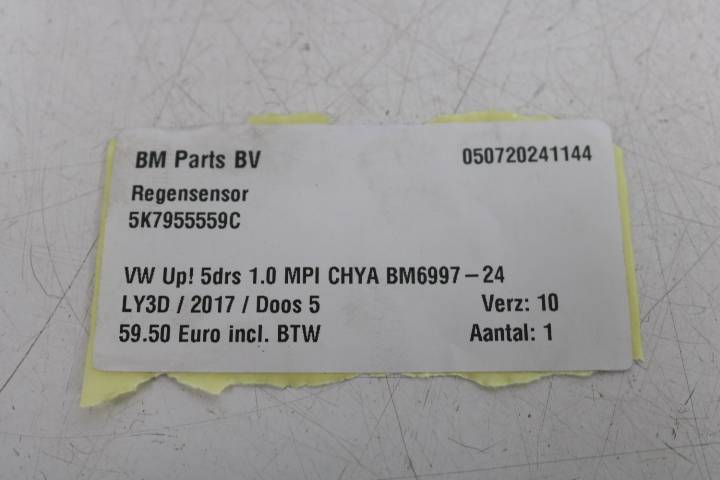 BM Parts BV 050720241144
Regensensor
5K7955559C
VW Up! 5drs 1.0 MPI CHYA BM6997-24
LY3D / 2017 / Doos 5 Verz: 10
59.50 Euro incl. BTW Aantal: 1